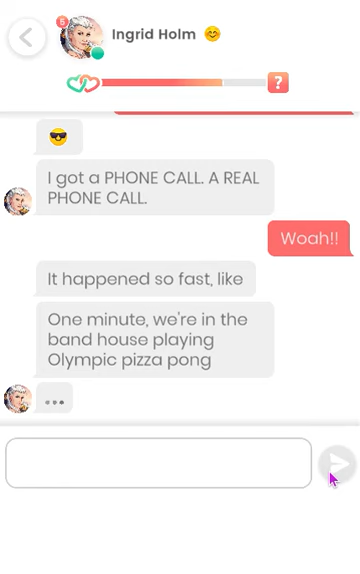 5
Ingrid Holm 😊
?
😎
I got a PHONE CALL. A REAL
PHONE CALL.
Woah!!
It happened so fast, like
One minute, we're in the
band house playing
Olympic pizza pong
...